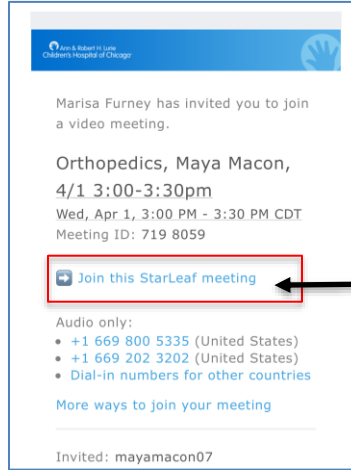 Ann & Robert H. Lurie
Children's Hospital of Chicago®
Marisa Furney has invited you to join
a video meeting.
Orthopedics, Maya Macon,
4/1 3:00-3:30pm
Wed, Apr 1, 3:00 PM - 3:30 PM CDT
Meeting ID: 719 8059
Join this StarLeaf meeting
Audio only:
• +1 669 800 5335 (United States)
• +1 669 202 3202 (United States)
• Dial-in numbers for other countries
More ways to join your meeting
Invited: mayamacon07